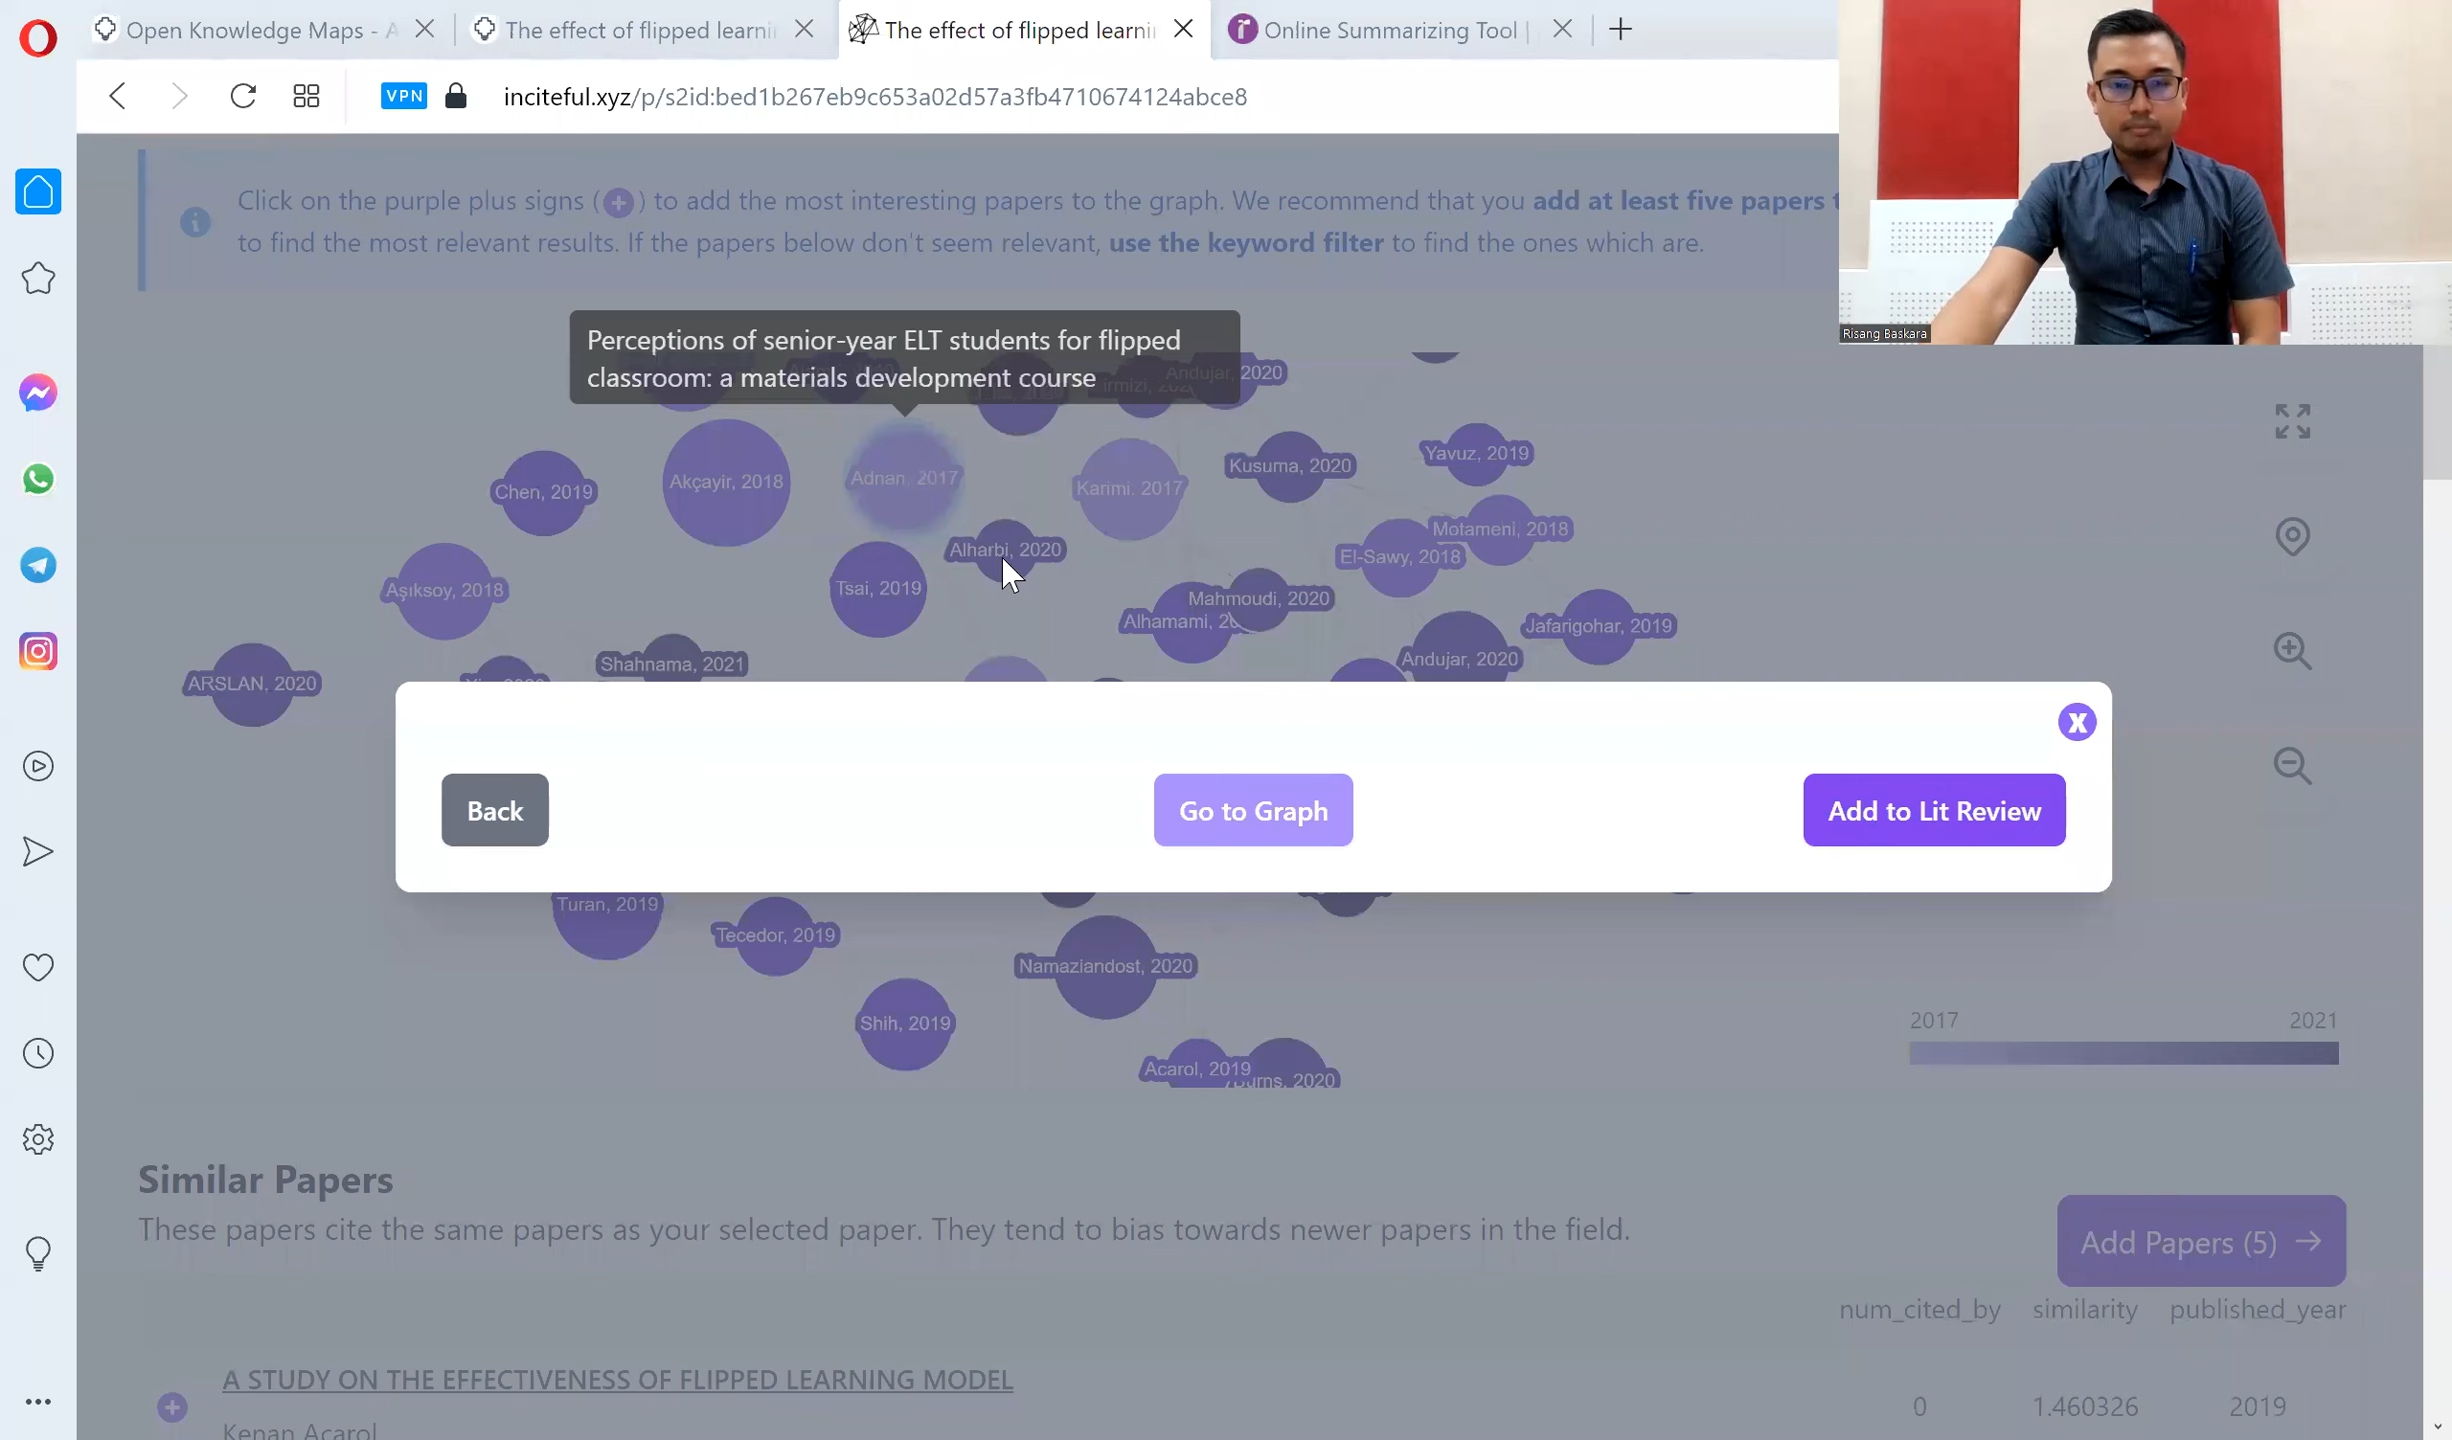 Open Knowledge Maps - A
The effect of flipped learni
The effect of flipped learni
Online Summarizing Tool |
VPN
inciteful.xyz/p/s2id:bed1b267eb9c653a02d57a3fb4710674124abce8
Risang Baskara
Click on the purple plus signs (+) to add the most interesting papers to the graph. We recommend that you add at least five papers t
to find the most relevant results. If the papers below don't seem relevant, use the keyword filter to find the ones which are.
Perceptions of senior-year ELT students for flipped
classroom: a materials development course
Andujar, 2020
Chen, 2019
Akçayir, 2018
Adnan, 2017
Karimi, 2017
Kusuma, 2020
Yavuz, 2019
Motameni, 2018
Alharbi, 2020
El-Sawy, 2018
Aşıksoy, 2018
Tsai, 2019
Mahmoudi, 2020
Alhamami, 20
Jafarigohar, 2019
Andujar, 2020
Shahnama, 2021
ARSLAN, 2020
X
Back
Go to Graph
Add to Lit Review
Turan, 2019
Tecedor, 2019
Namaziandost, 2020
Shih, 2019
Acarol, 2019
Burns, 2020
2017
2021
Similar Papers
These papers cite the same papers as your selected paper. They tend to bias towards newer papers in the field.
Add Papers (5) →
num_cited_by similarity published_year
A STUDY ON THE EFFECTIVENESS OF FLIPPED LEARNING MODEL
0 1.460326 2019
Kenan Acarol